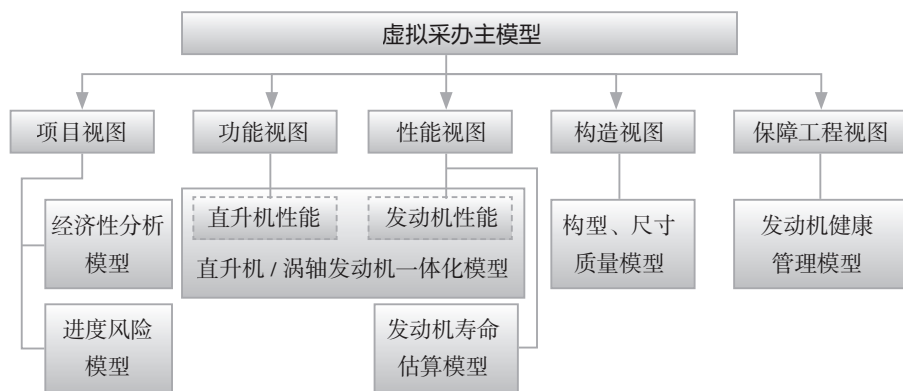 虚拟采办主模型
项目视图
功能视图
性能视图
构造视图
保障工程视图
经济性分析
模型
直升机性能
发动机性能
直升机 / 涡轴发动机一体化模型
构型、尺寸
质量模型
发动机健康
管理模型
进度风险
模型
发动机寿命
估算模型